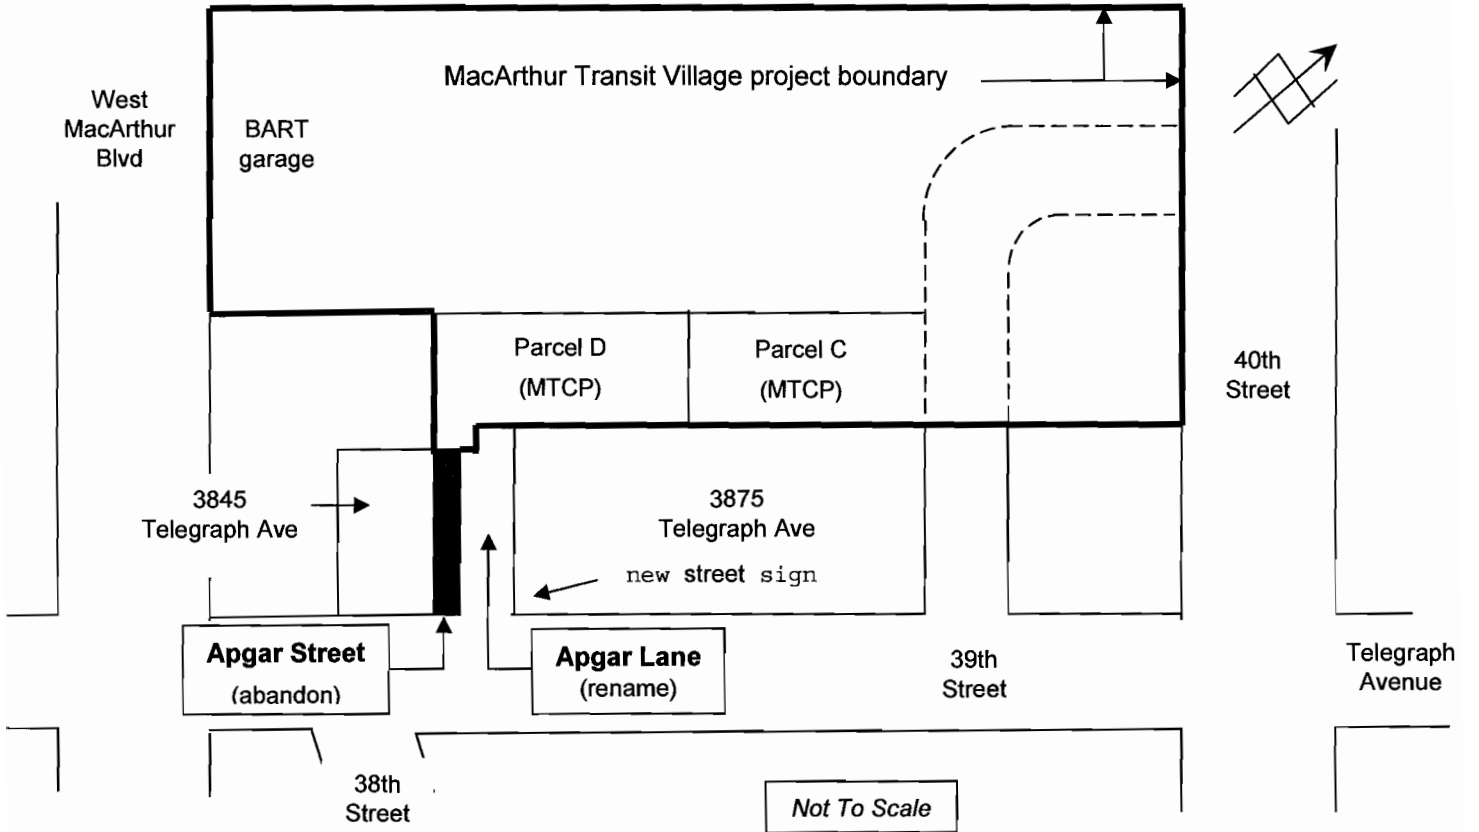 MacArthur Transit Village project boundary
West
MacArthur
Blvd
BART
garage
Parcel D
(MTCP)
Parcel C
(MTCP)
40th
Street
3845
Telegraph Ave
3875
Telegraph Ave
new street sign
Apgar Street
(abandon)
Apgar Lane
(rename)
39th
Street
Telegraph
Avenue
38th
Street
Not To Scale